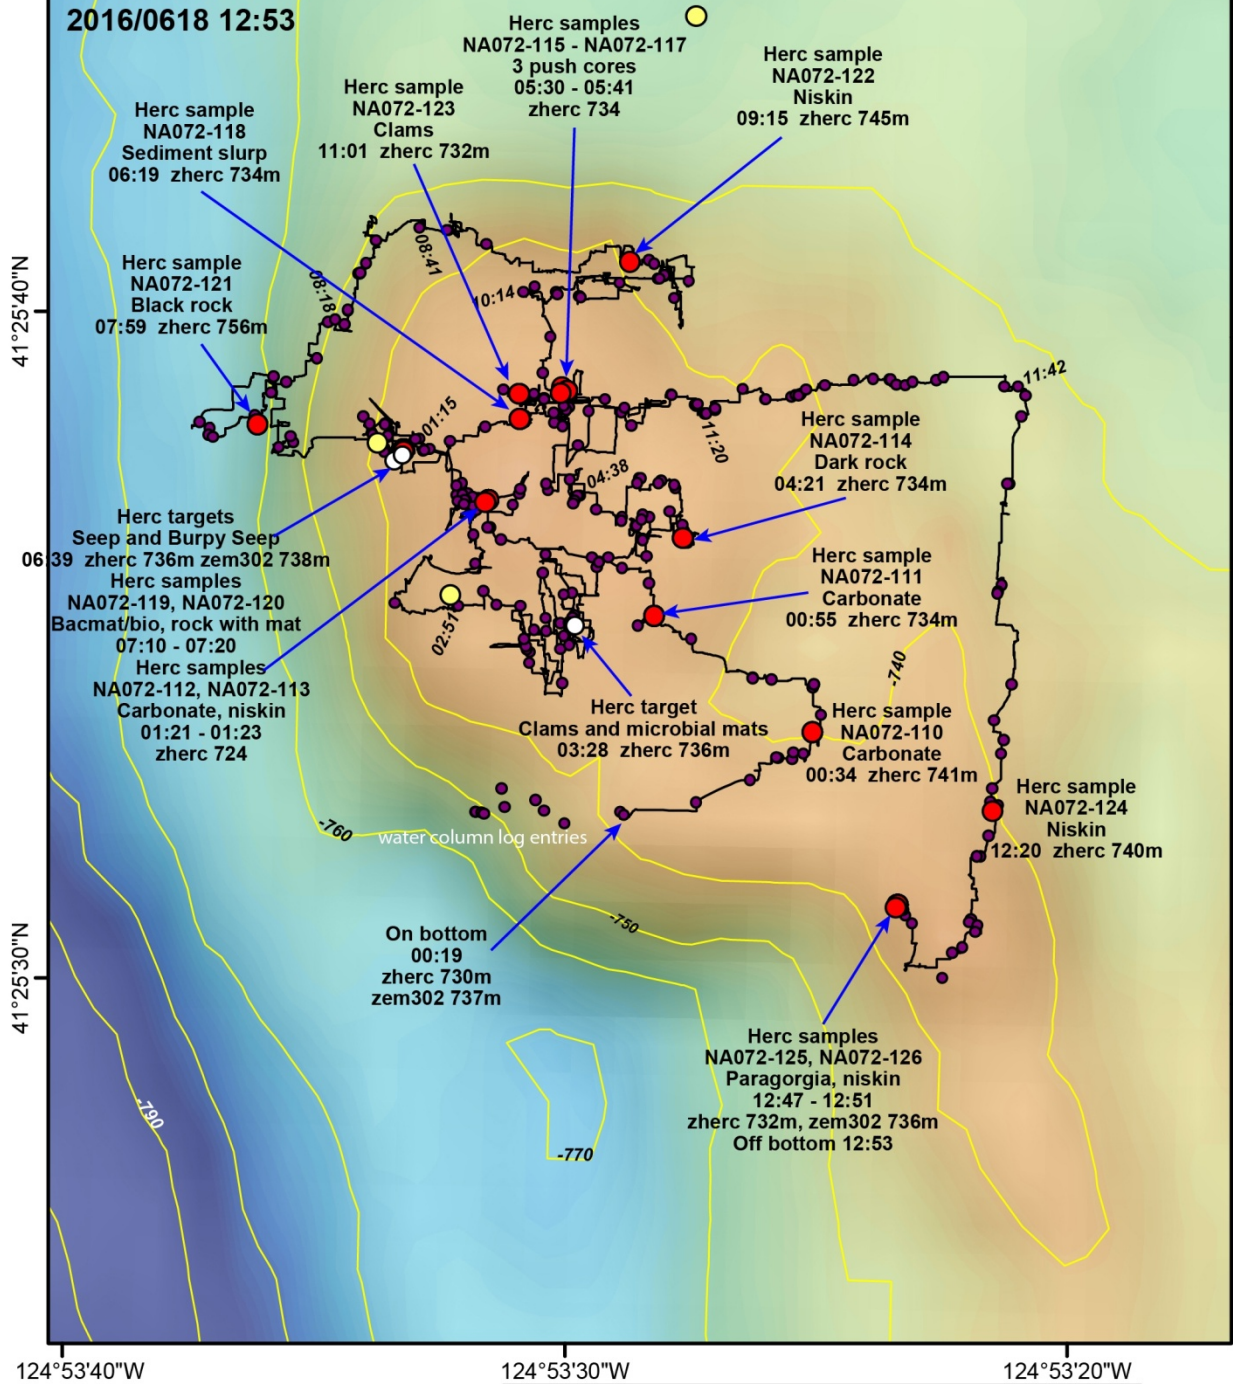 2016/0618 12:53
Herc samples
NA072-115 - NA072-117
3 push cores
05:30 - 05:41
zherc 734
Herc sample
NA072-122
Niskin
09:15 zherc 745m
Herc sample
NA072-123
Clams
11:01 zherc 732m
Herc sample
NA072-118
Sediment slurp
06:19 zherc 734m
Herc sample
NA072-121
Black rock
07:59 zherc 756m
08:41
08:18
10:14
11:42
01:15
11:20
04:38
02:51
41°25'40"N
Herc sample
NA072-114
Dark rock
04:21 zherc 734m
Herc targets
Seep and Burpy Seep
06:39 zherc 736m zem302 738m
Herc samples
NA072-119, NA072-120
Bacmat/bio, rock with mat
07:10 - 07:20
Herc samples
NA072-112, NA072-113
Carbonate, niskin
01:21 - 01:23
zherc 724
Herc sample
NA072-111
Carbonate
00:55 zherc 734m
-740
Herc target
Clams and microbial mats
03:28 zherc 736m
Herc sample
NA072-110
Carbonate
00:34 zherc 741m
Herc sample
NA072-124
Niskin
12:20 zherc 740m
-760
water column log entries
-750
On bottom
00:19
zherc 730m
zem302 737m
41°25'30"N
Herc samples
NA072-125, NA072-126
Paragorgia, niskin
12:47 - 12:51
zherc 732m, zem302 736m
Off bottom 12:53
-790
-770
124°53'40"W
124°53'30"W
124°53'20"W